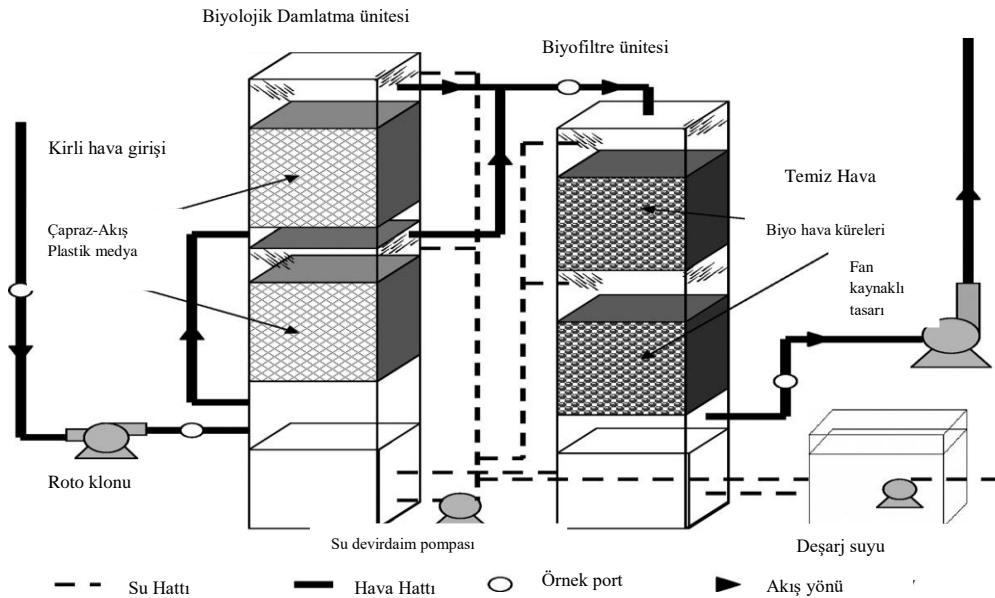 Biyolojik Damlatma ünitesi
Biyofiltre ünitesi
Kirli hava girişi
Temiz Hava
Çapraz-Akış
Plastik medya
Biyo hava küreleri
Fan
kaynaklı
tasarı
Roto klonu
Su devirdaim pompası
Deşarj suyu
Su Hattı
Hava Hattı
Örnek port
Akış yönü